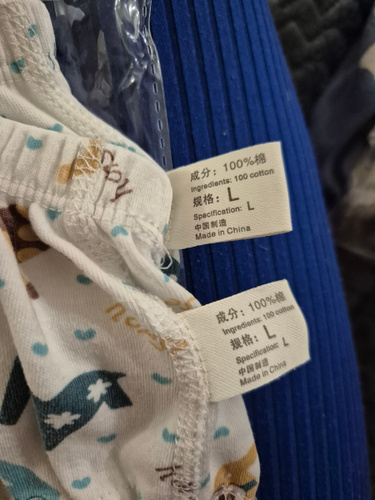 成分：100%棉
Ingredients: 100 cotton
规格：L
Specification: L
中国制造
Made in China
成分：100%棉
Ingredients: 100 cotton
规格：L
Specification: L
中国制造
Made in China